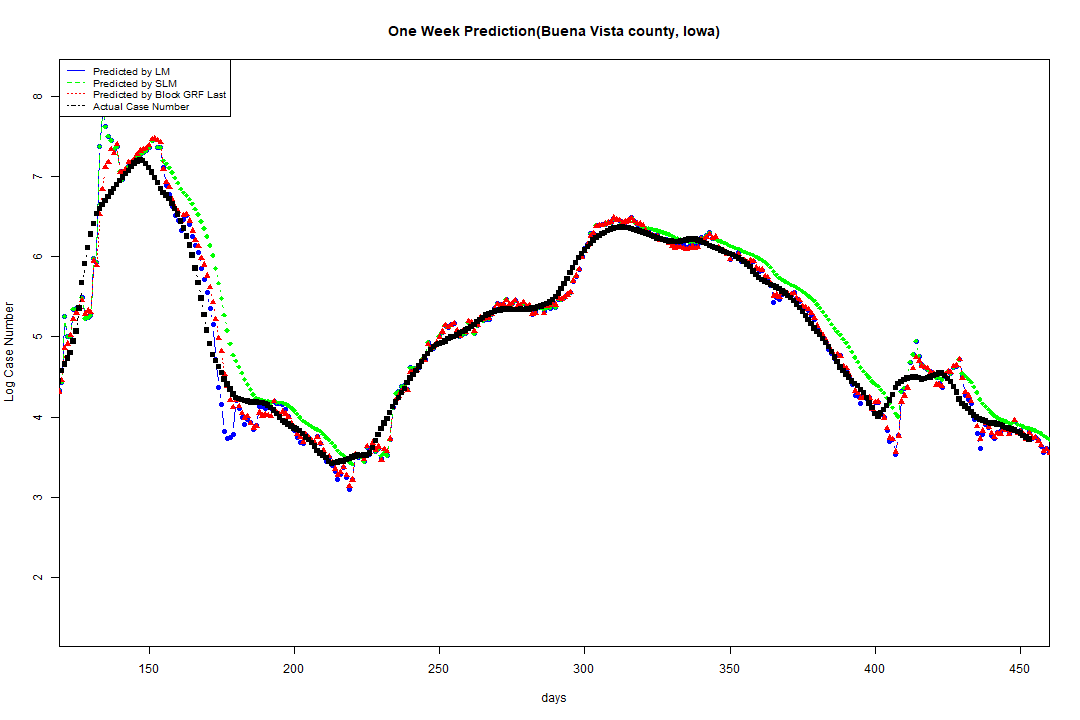 One Week Prediction(Buena Vista county, Iowa)
Predicted by LM
Predicted by SLM
Predicted by Block GRF Last
Actual Case Number
Log Case Number
8
7
6
5
4
3
2
150 200 250 300 350 400 450
days